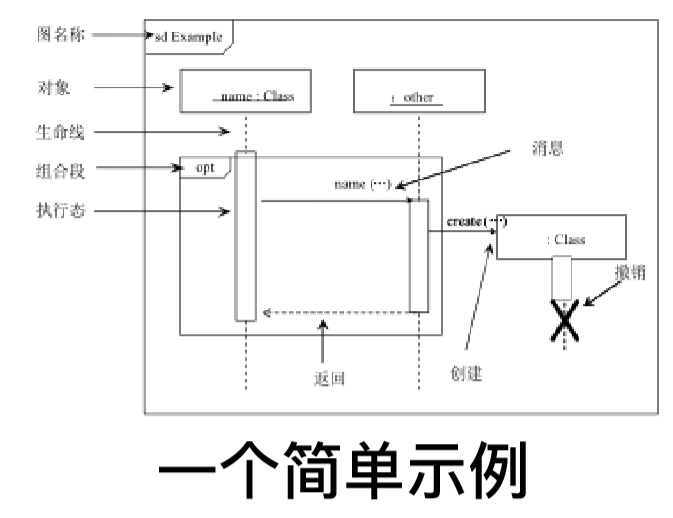 图名称
sd Example
对象
name : Class
: other
生命线
组合段
opt
消息
name (…)
执行态
create(…)
: Class
撤销
返回
创建
一个简单示例